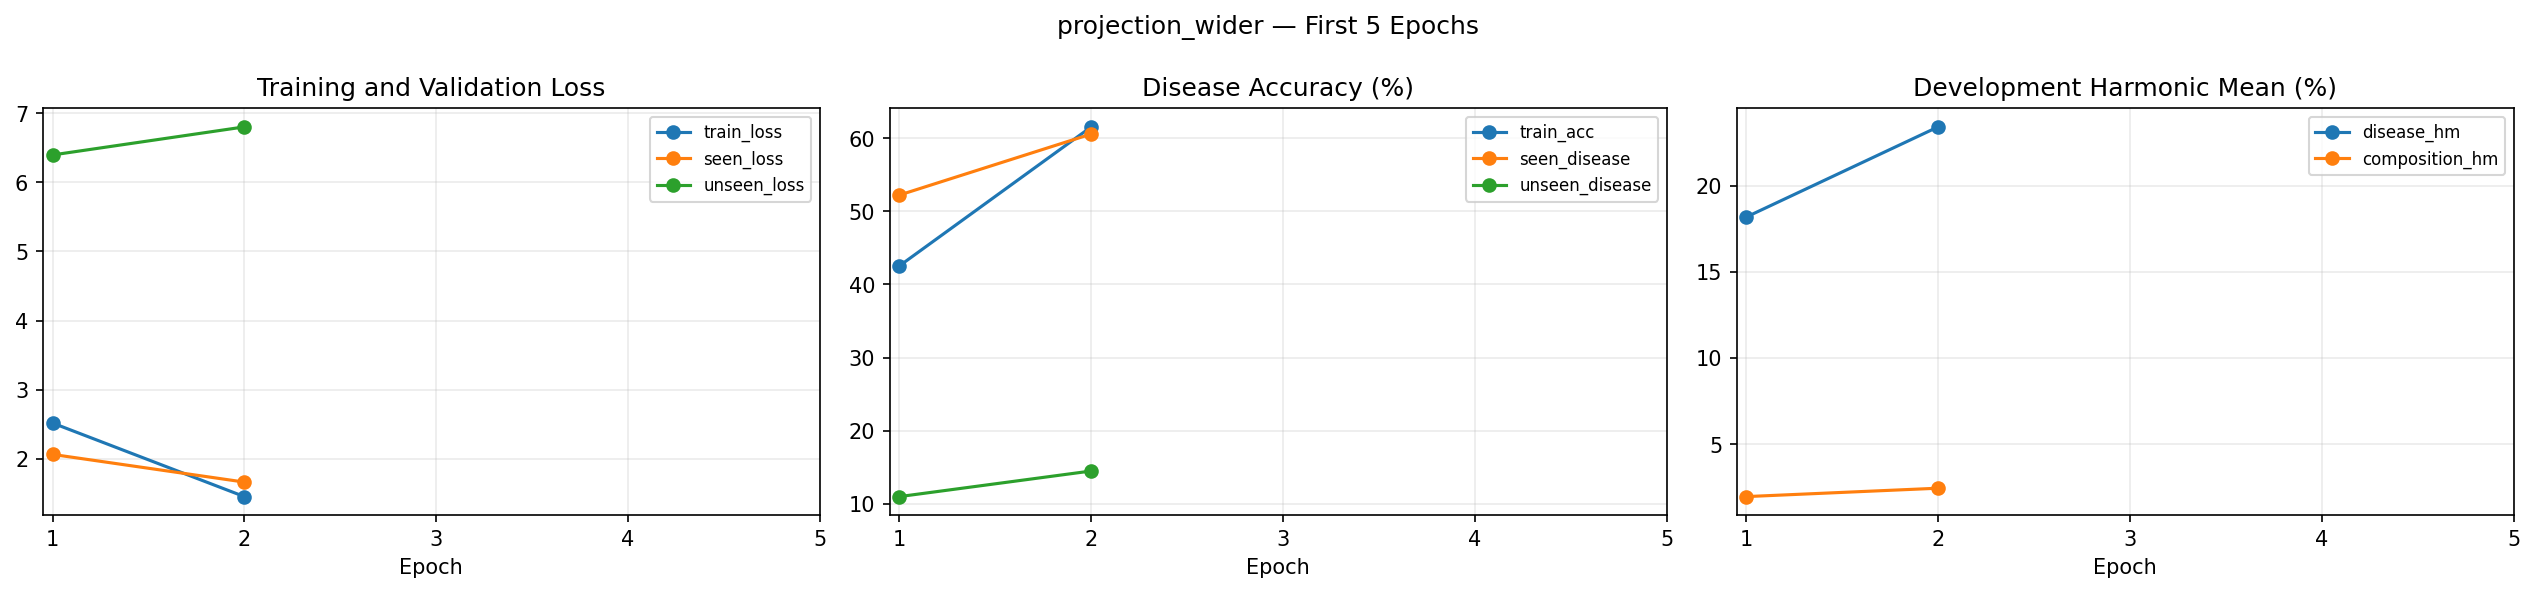 projection_wider — First 5 Epochs
Training and Validation Loss
7
6
5
4
3
2
train_loss
seen_loss
unseen_loss
1 2 3 4 5
Epoch
Disease Accuracy (%)
60
50
40
30
20
10
train_acc
seen_disease
unseen_disease
1 2 3 4 5
Epoch
Development Harmonic Mean (%)
20
15
10
5
disease_hm
composition_hm
1 2 3 4 5
Epoch